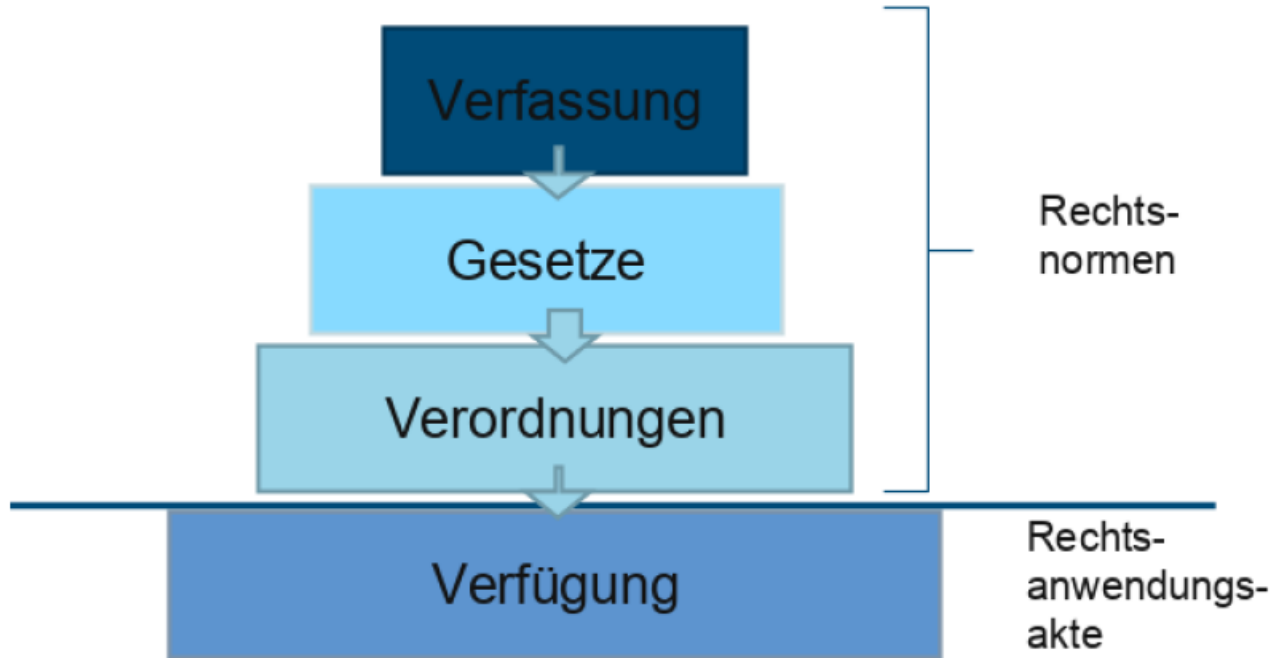 Verfassung
Gesetze
Rechts-
normen
Verordnungen
Verfügung
Rechts-
anwendungs-
akte